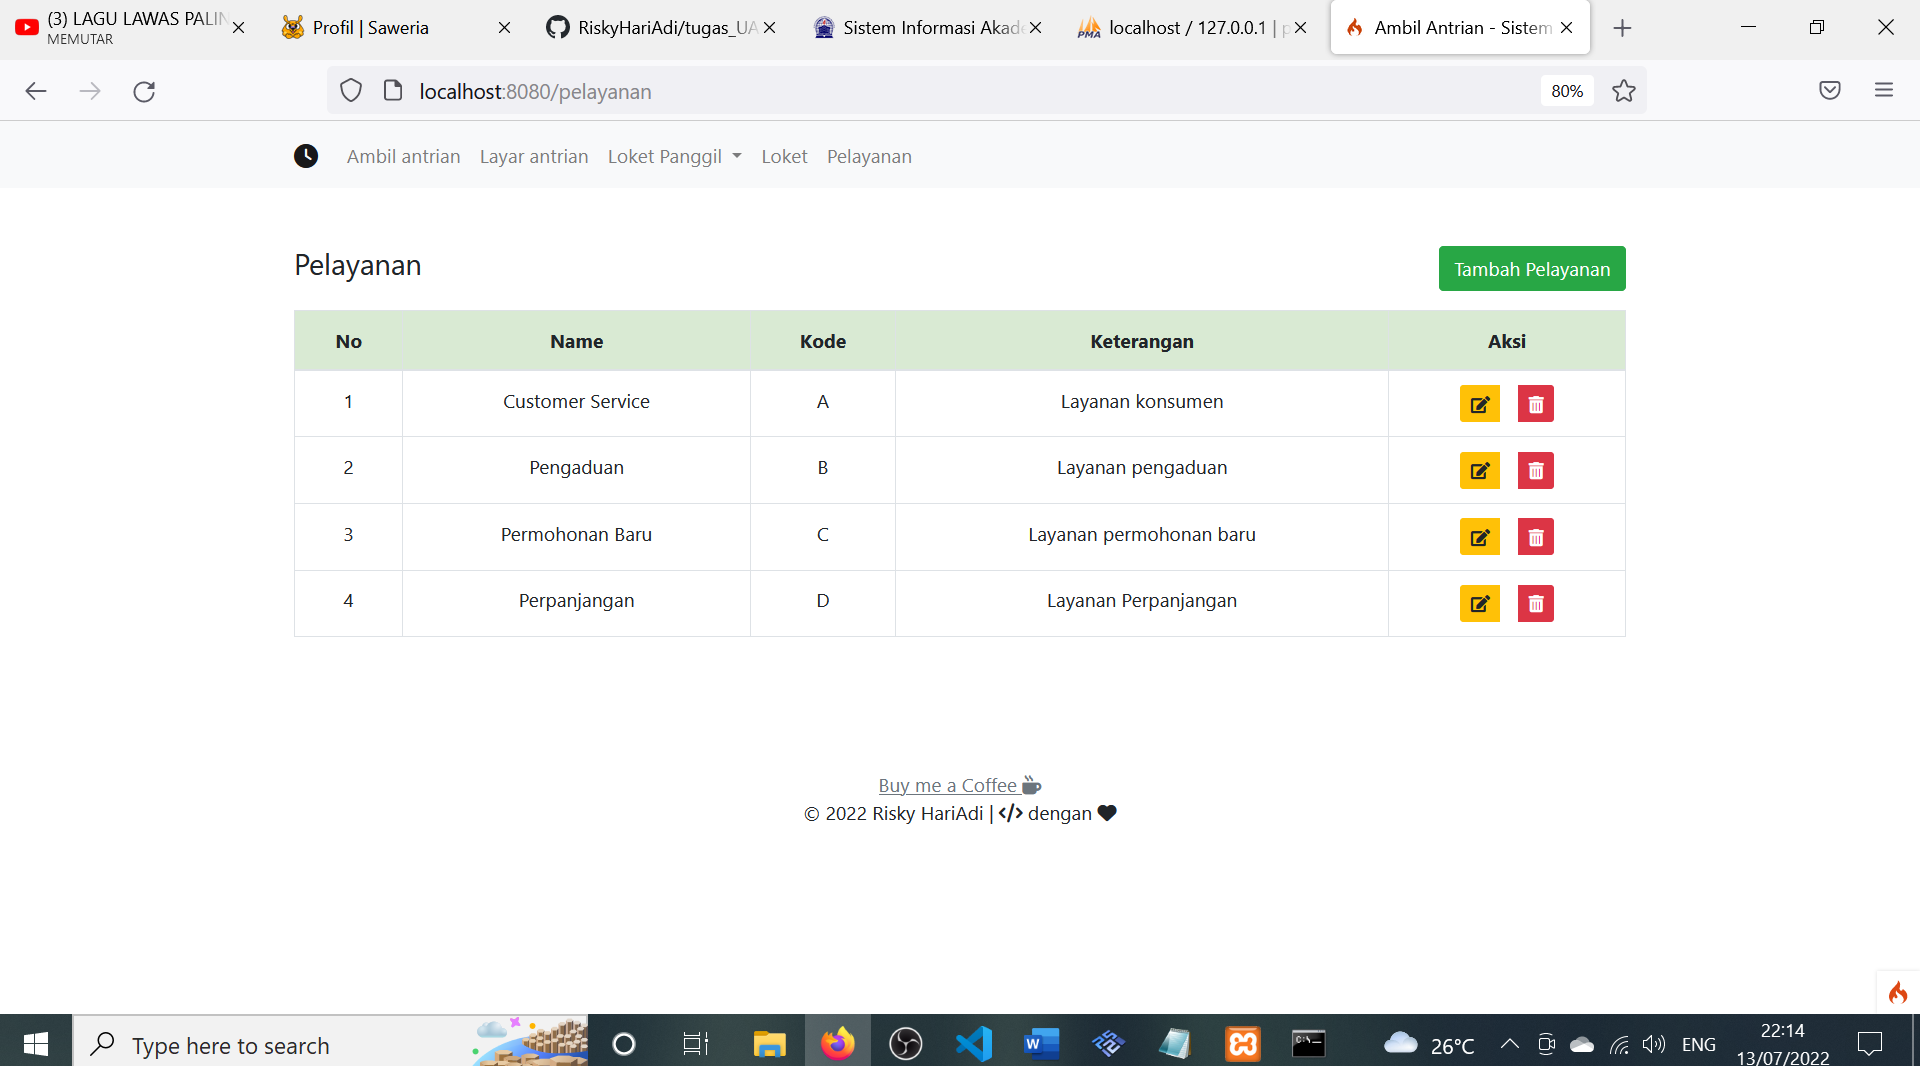 (3) LAGU LAWAS PALIN
MEMUTAR
Profil | Saweria
RiskyHariAdi/tugas_UA
Sistem Informasi Akade
localhost / 127.0.0.1 | p
Ambil Antrian - Sistem
localhost:8080/pelayanan
80%
Ambil antrian Layar antrian Loket Panggil Loket Pelayanan
Pelayanan
Tambah Pelayanan
No Name Kode Keterangan Aksi
1 Customer Service A Layanan konsumen
2 Pengaduan B Layanan pengaduan
3 Permohonan Baru C Layanan permohonan baru
4 Perpanjangan D Layanan Perpanjangan
Buy me a Coffee
© 2022 Risky HariAdi | </> dengan
Type here to search
26°C
ENG
22:14
13/07/2022